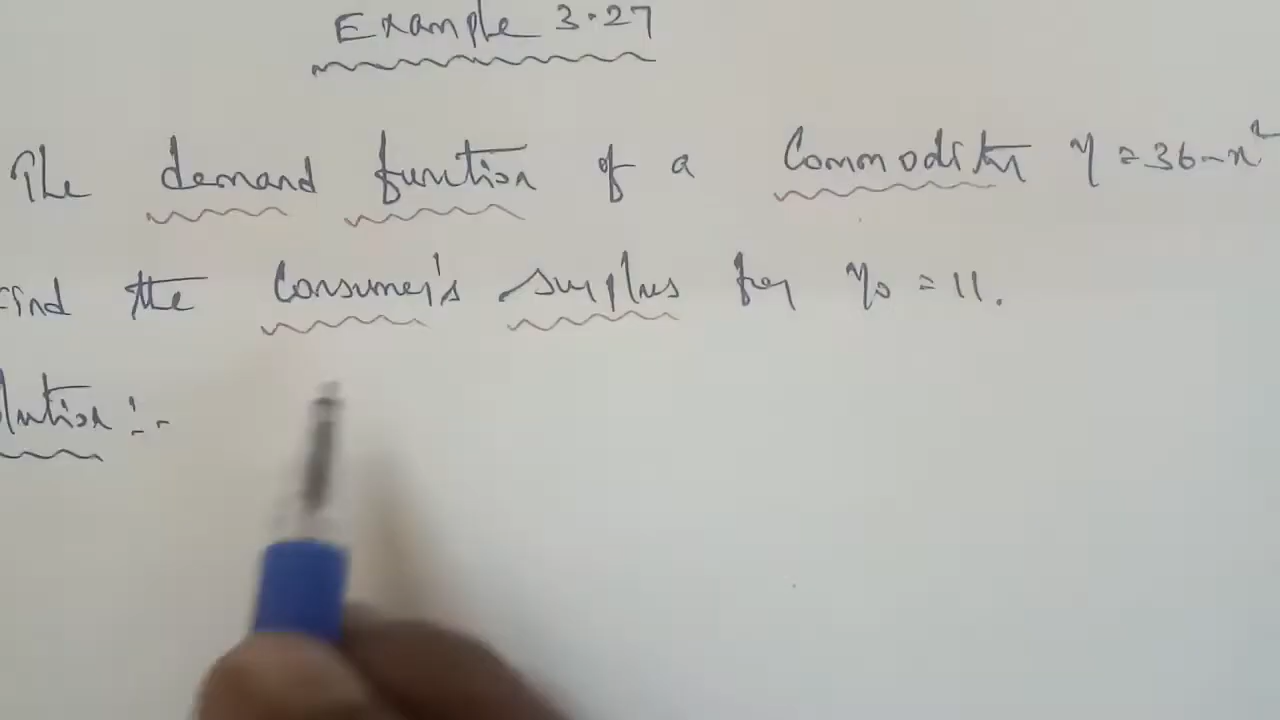 Example 3.27
The demand function of a Commodity y = 36 - x²
Find the Consumer's surplus for y₀ = 11.
lution :-